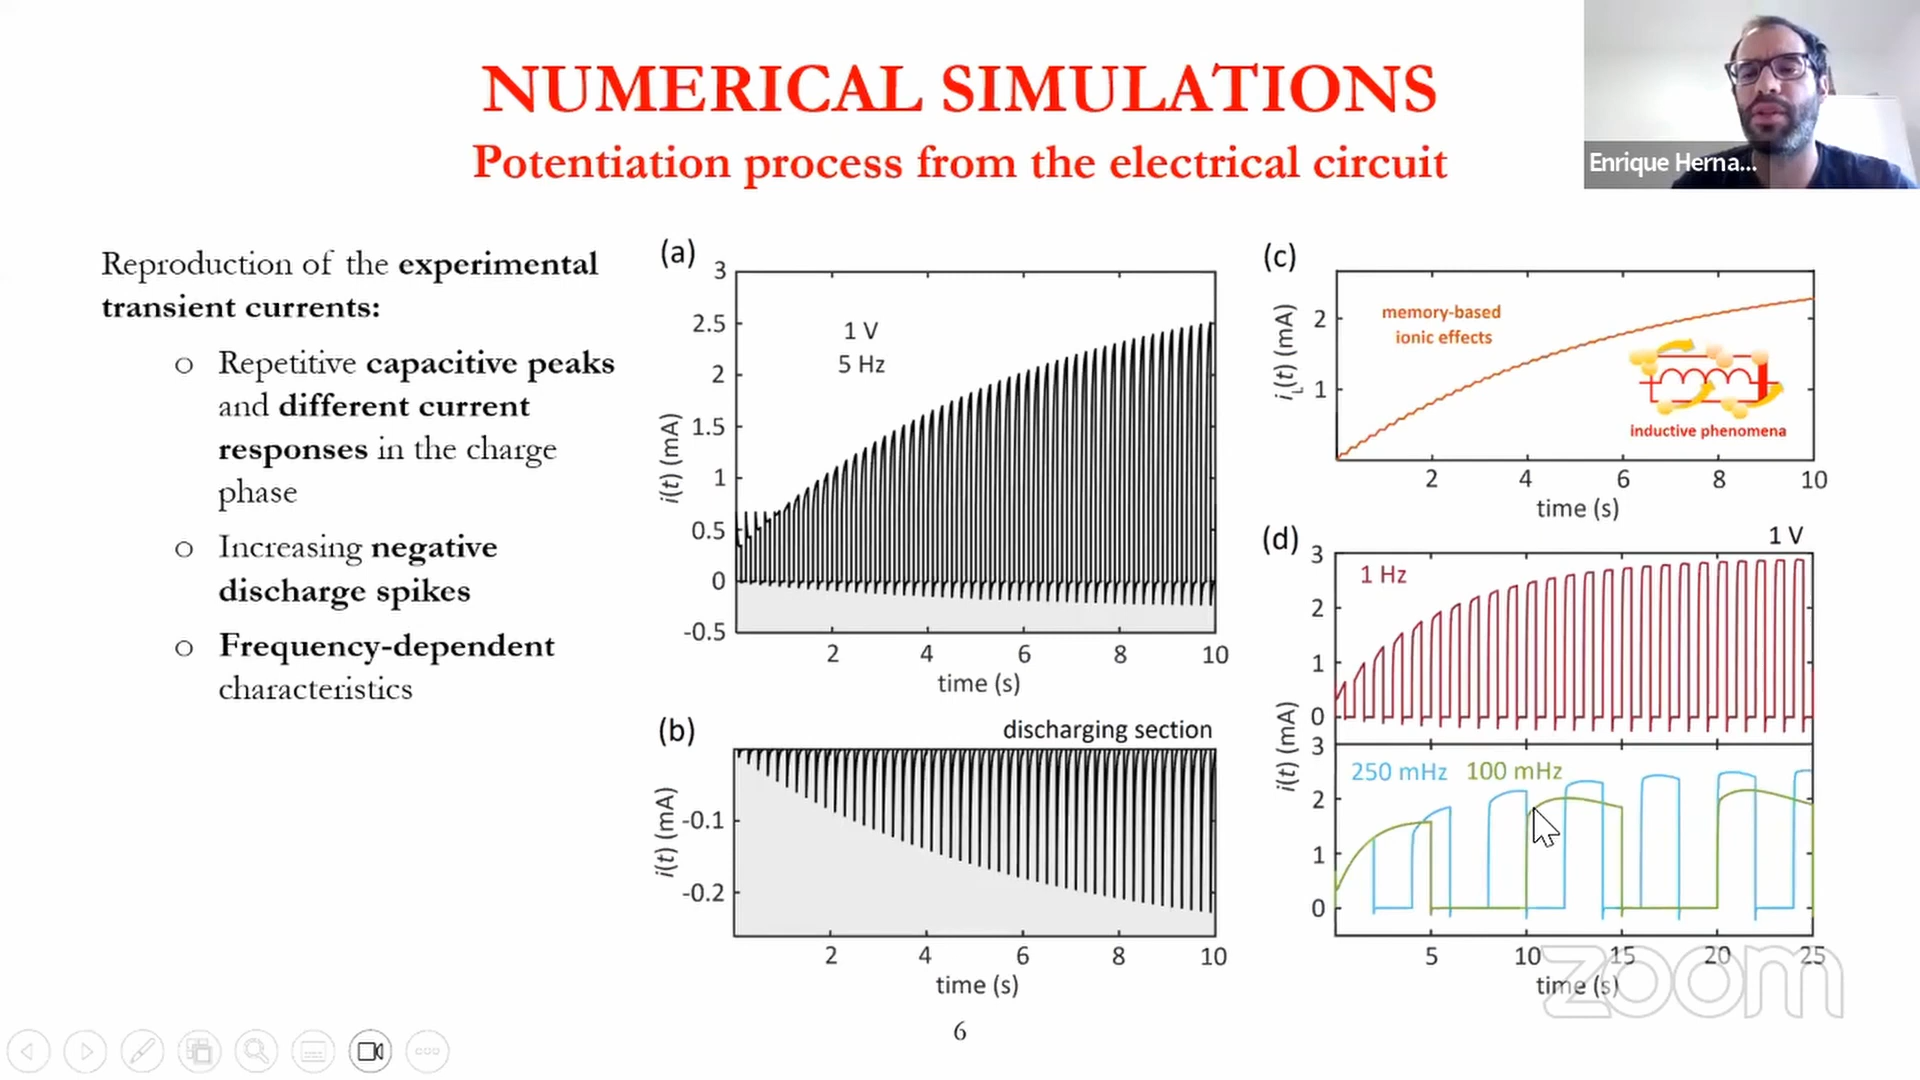 NUMERICAL SIMULATIONS
Potentiation process from the electrical circuit
Enrique Herna...
Reproduction of the experimental
transient currents:
o Repetitive capacitive peaks
and different current
responses in the charge
phase
o Increasing negative
discharge spikes
o Frequency-dependent
characteristics
(a)
3
2.5
2
1.5
1
0.5
0
-0.5
i(t) (mA)
1 V
5 Hz
2 4 6 8 10
time (s)
(b)
discharging section
-0.1
-0.2
i(t) (mA)
2 4 6 8 10
time (s)
(c)
2
1
iL(t) (mA)
memory-based
ionic effects
inductive phenomena
2 4 6 8 10
time (s)
(d)
1 V
3
2
1
0
1 Hz
i(t) (mA)
3
2
1
0
250 mHz 100 mHz
5 10 15 20 25
time (s)
zoom
6